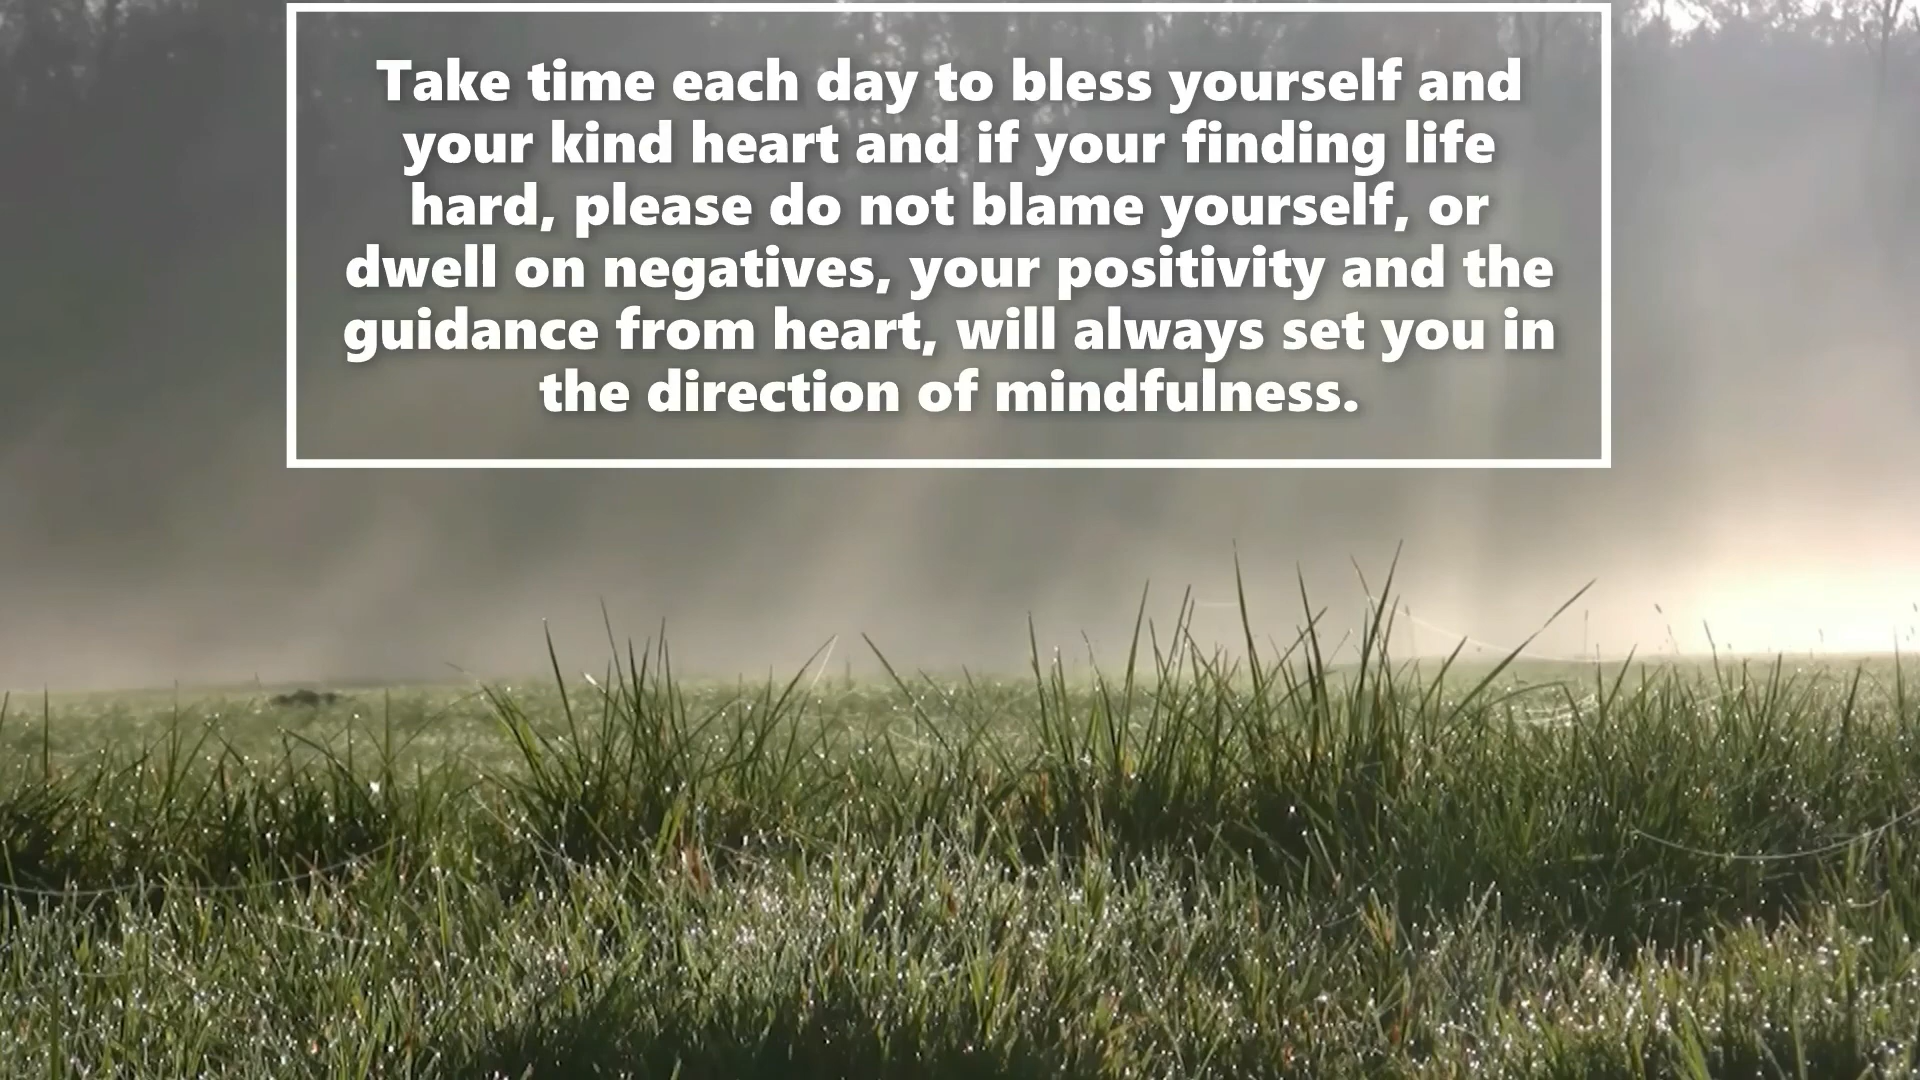 Take time each day to bless yourself and
your kind heart and if your finding life
hard, please do not blame yourself, or
dwell on negatives, your positivity and the
guidance from heart, will always set you in
the direction of mindfulness.